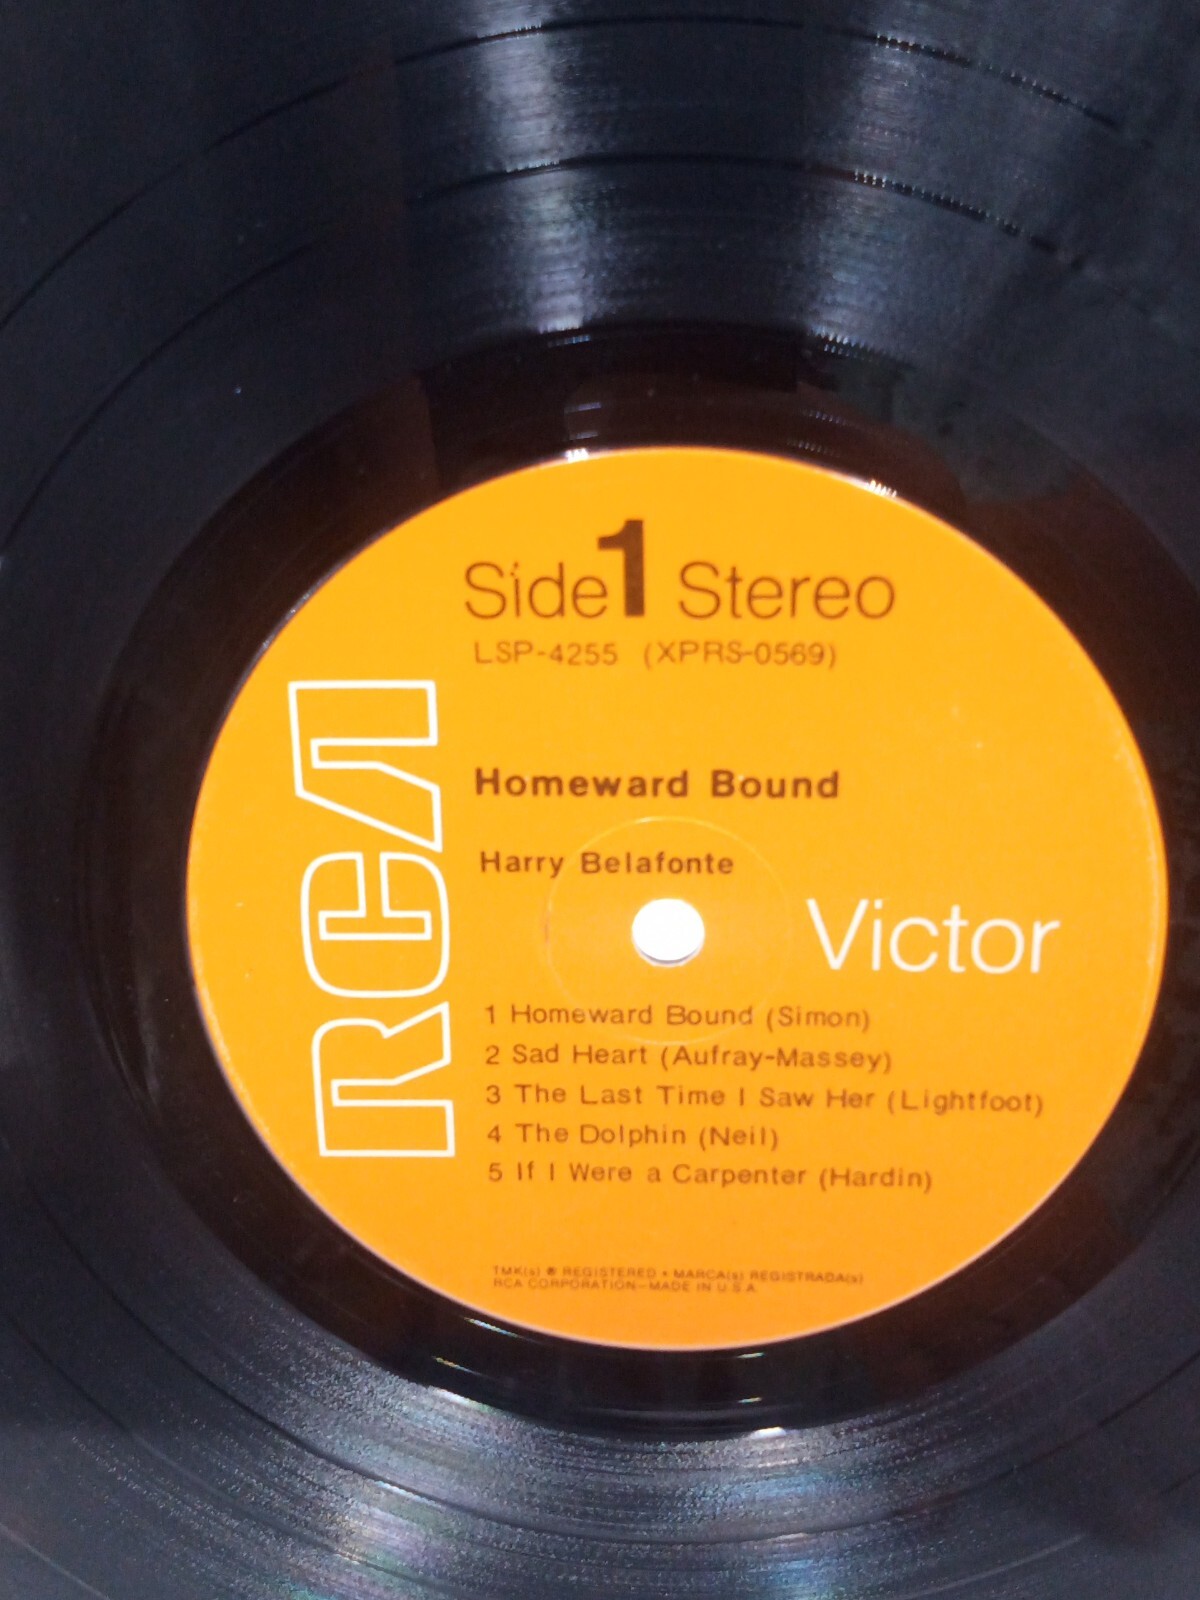 Side 1 Stereo
LSP-4255 (XPRS-0569)
RCA
Homeward Bound
Harry Belafonte
Victor
1 Homeward Bound (Simon)
2 Sad Heart (Aufray-Massey)
3 The Last Time I Saw Her (Lightfoot)
4 The Dolphin (Neil)
5 If I Were a Carpenter (Hardin)
TMK(s) ® REGISTERED • MARCA(s) REGISTRADA(s)
RCA CORPORATION—MADE IN U.S.A.